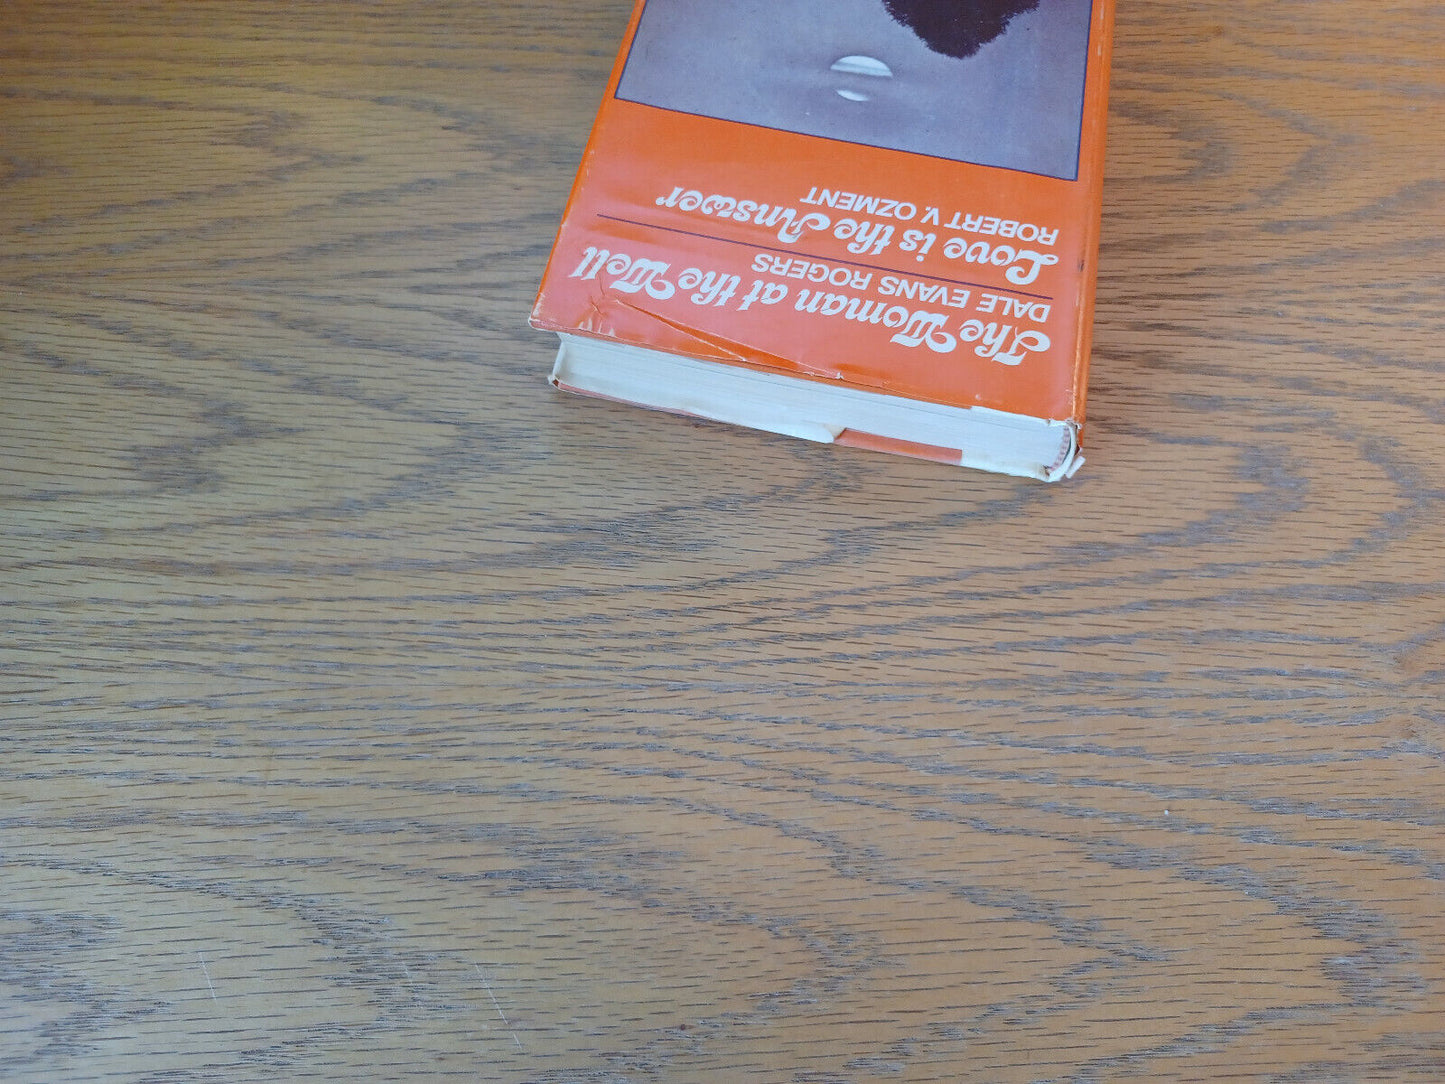 The Woman at the Well
DALE EVANS ROGERS
Love is the Answer
ROBERT V. OZMENT